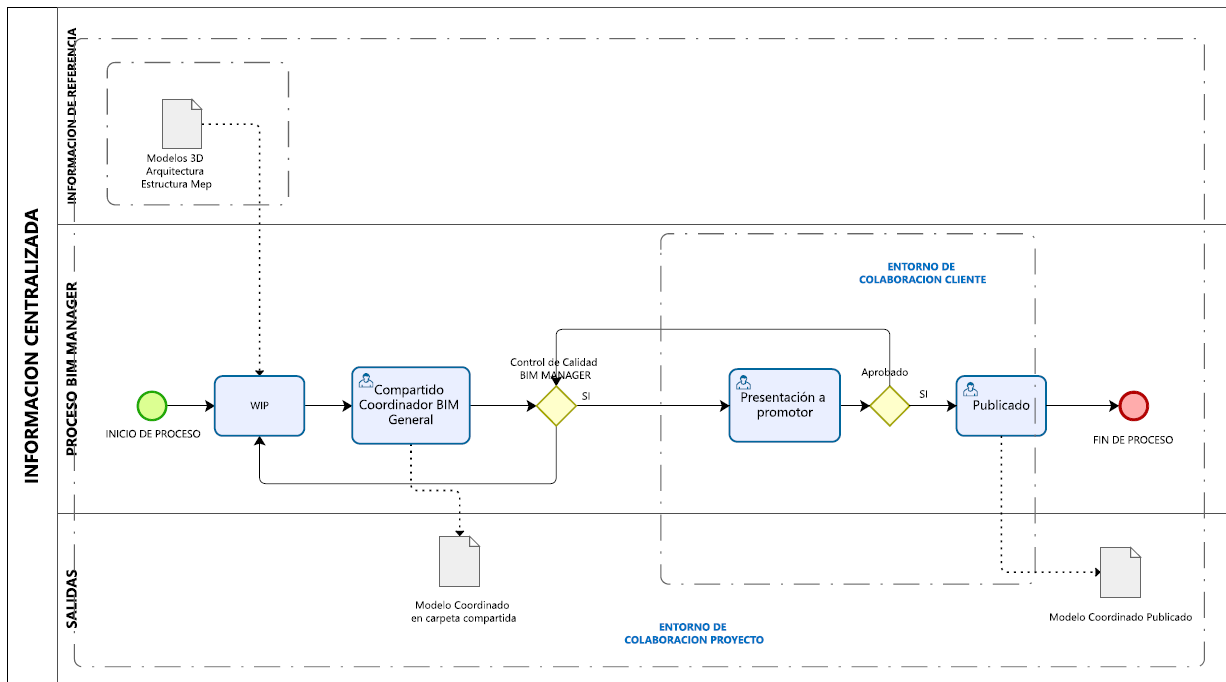 INFORMACION CENTRALIZADA
INFORMACION DE REFERENCIA
Modelos 3D
Arquitectura
Estructura Mep
PROCESO BIM MANAGER
ENTORNO DE
COLABORACION CLIENTE
INICIO DE PROCESO
WIP
Compartido
Coordinador BIM
General
Control de Calidad
BIM MANAGER
SI
Presentación a
promotor
Aprobado
SI
Publicado
FIN DE PROCESO
SALIDAS
Modelo Coordinado
en carpeta compartida
ENTORNO DE
COLABORACION PROYECTO
Modelo Coordinado Publicado